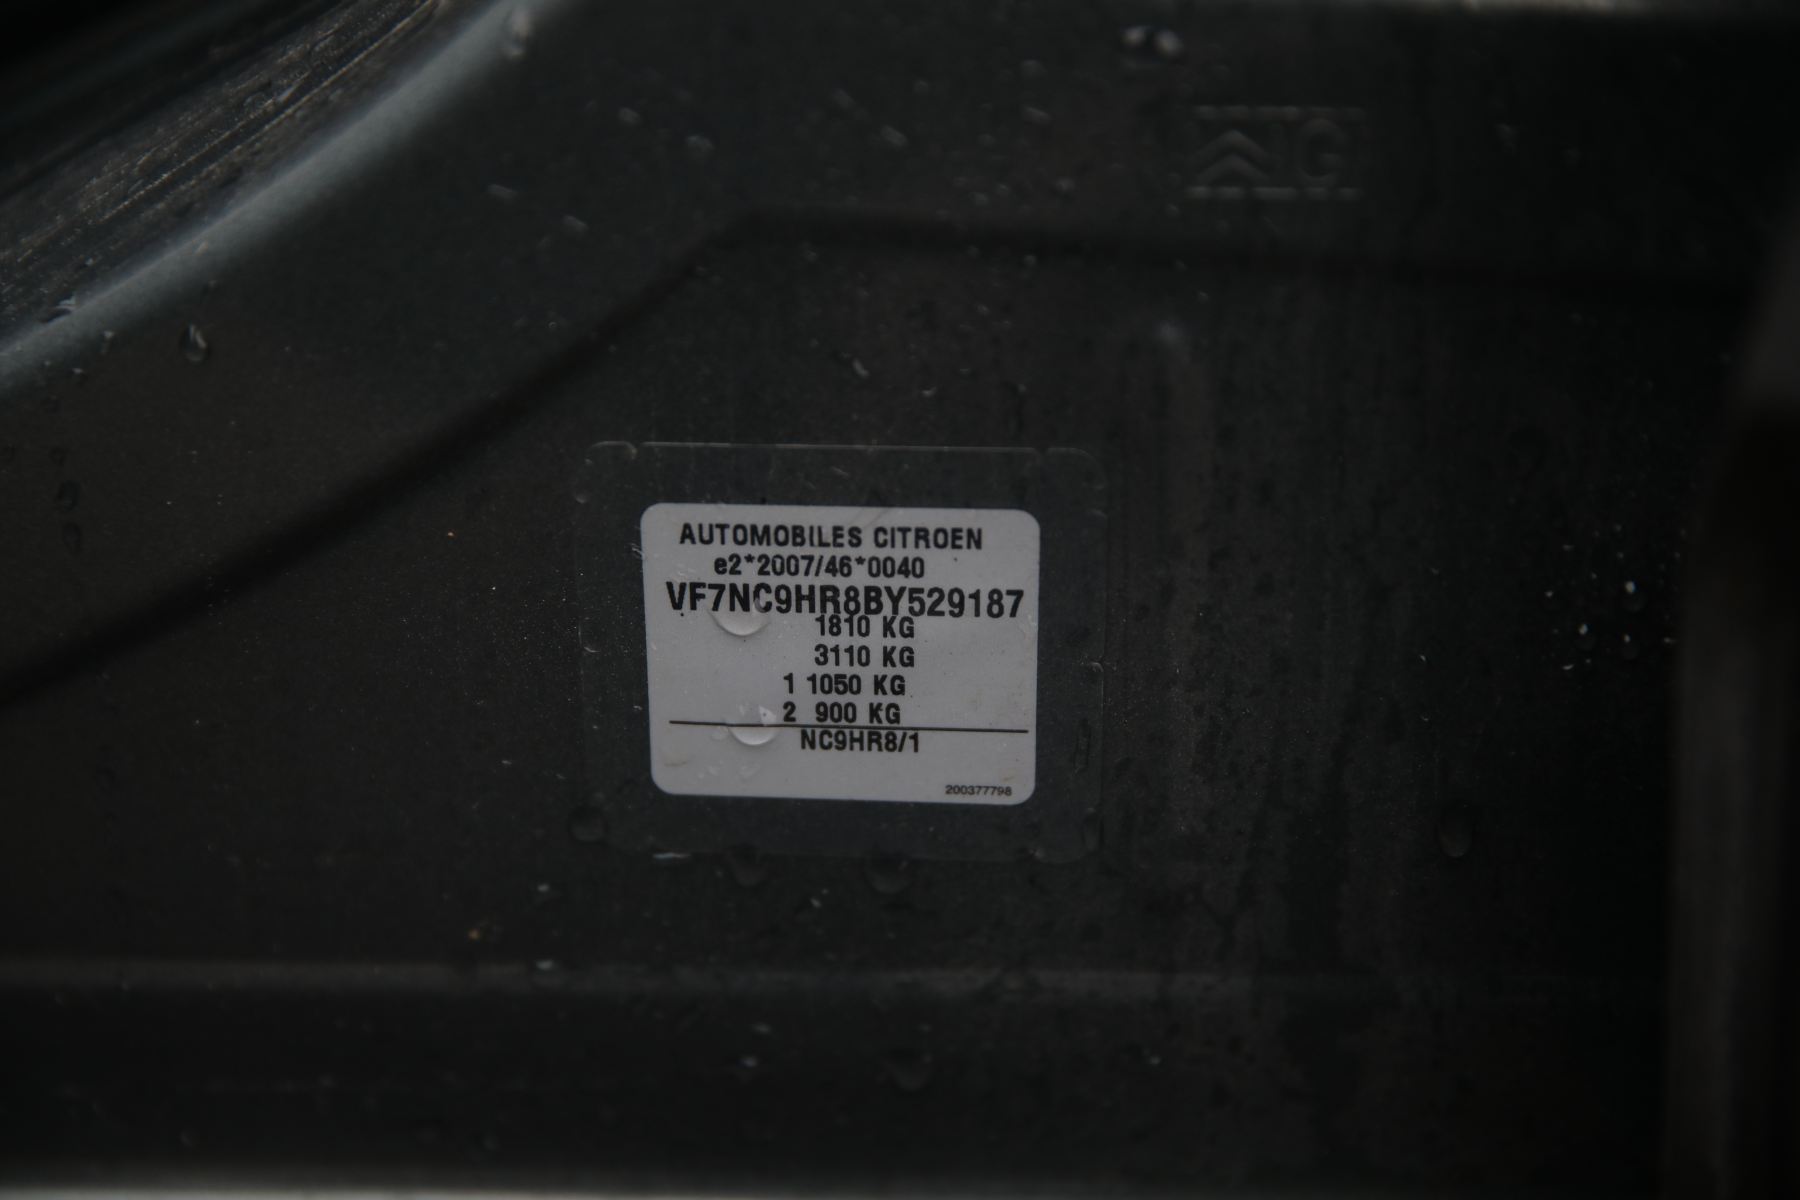 G
AUTOMOBILES CITROEN
e2*2007/46*0040
VF7NC9HR8BY529187
1810 KG
3110 KG
1 1050 KG
2 900 KG
NC9HR8/1
200377798